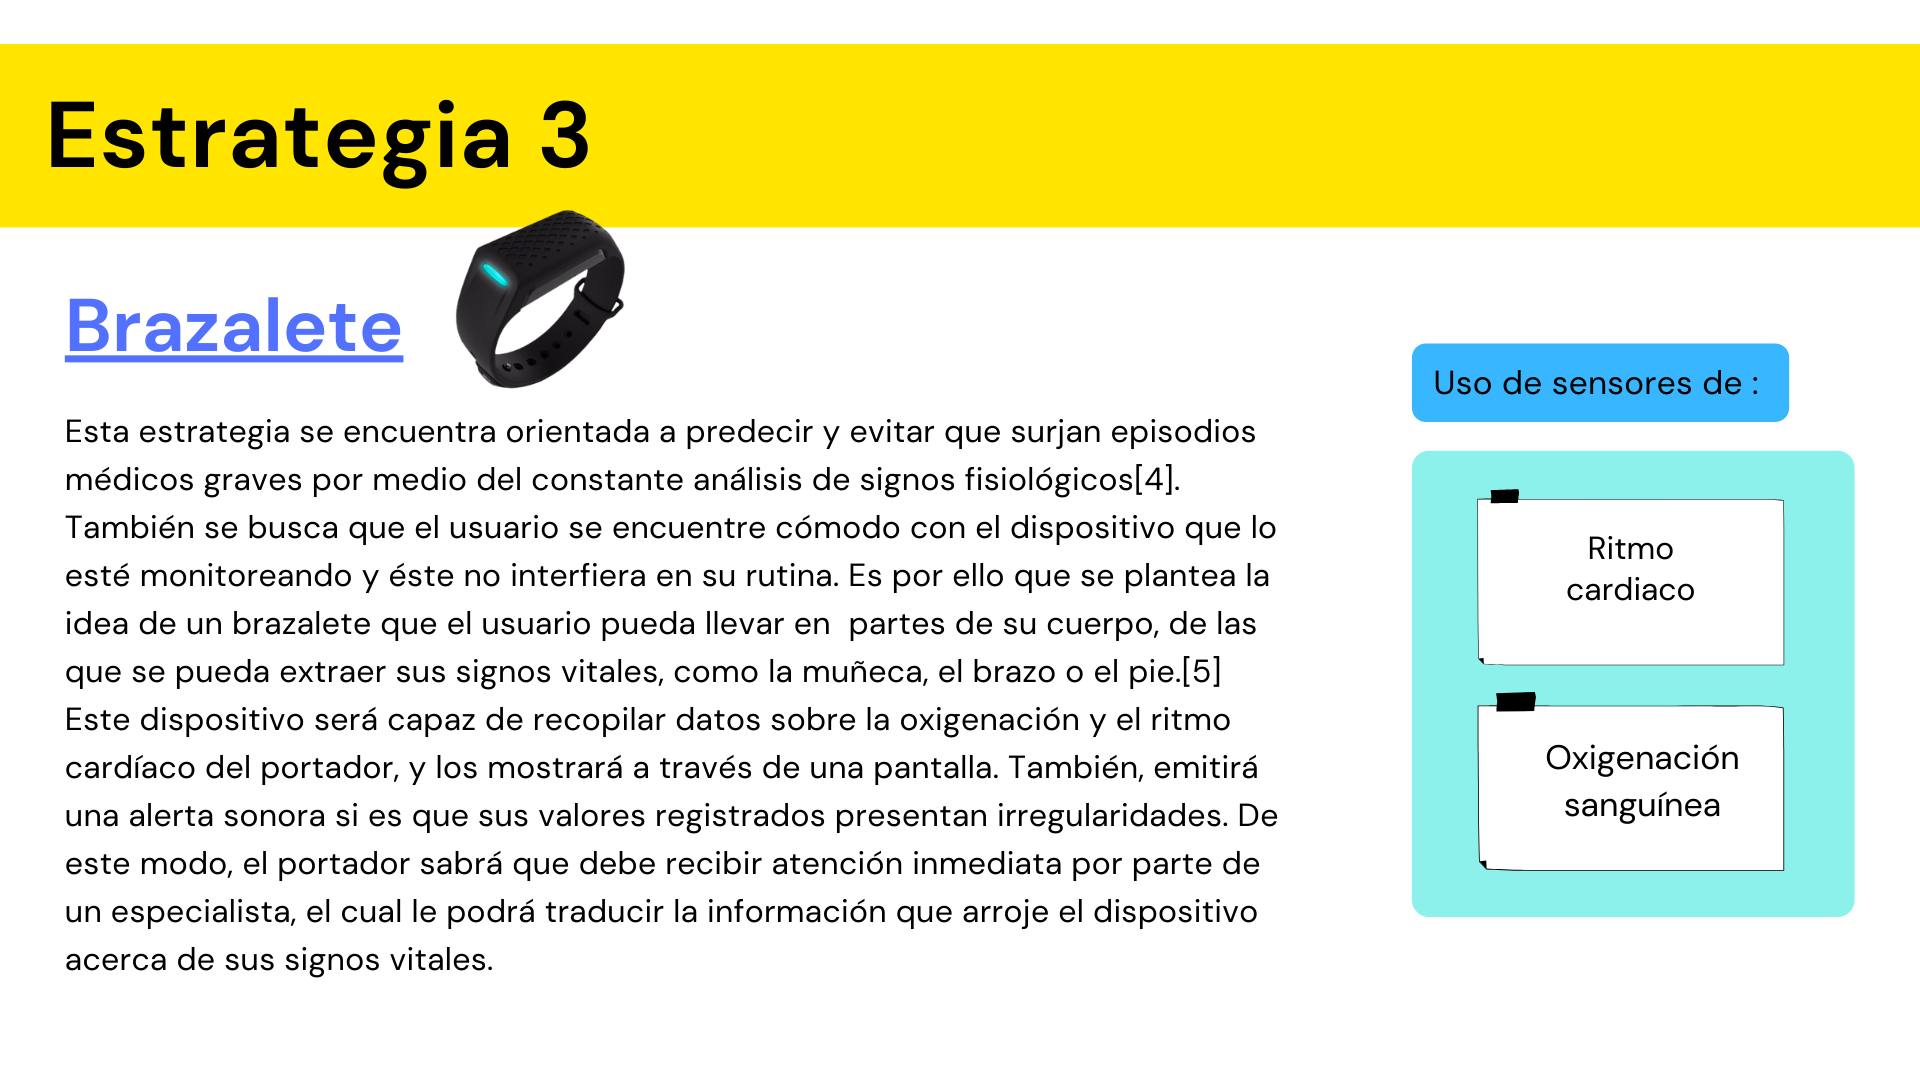 Estrategia 3
Brazalete
Esta estrategia se encuentra orientada a predecir y evitar que surjan episodios
médicos graves por medio del constante análisis de signos fisiológicos[4].
También se busca que el usuario se encuentre cómodo con el dispositivo que lo
esté monitoreando y éste no interfiera en su rutina. Es por ello que se plantea la
idea de un brazalete que el usuario pueda llevar en  partes de su cuerpo, de las
que se pueda extraer sus signos vitales, como la muñeca, el brazo o el pie.[5]
Este dispositivo será capaz de recopilar datos sobre la oxigenación y el ritmo
cardíaco del portador, y los mostrará a través de una pantalla. También, emitirá
una alerta sonora si es que sus valores registrados presentan irregularidades. De
este modo, el portador sabrá que debe recibir atención inmediata por parte de
un especialista, el cual le podrá traducir la información que arroje el dispositivo
acerca de sus signos vitales.
Uso de sensores de :
Ritmo
cardiaco
Oxigenación
sanguínea